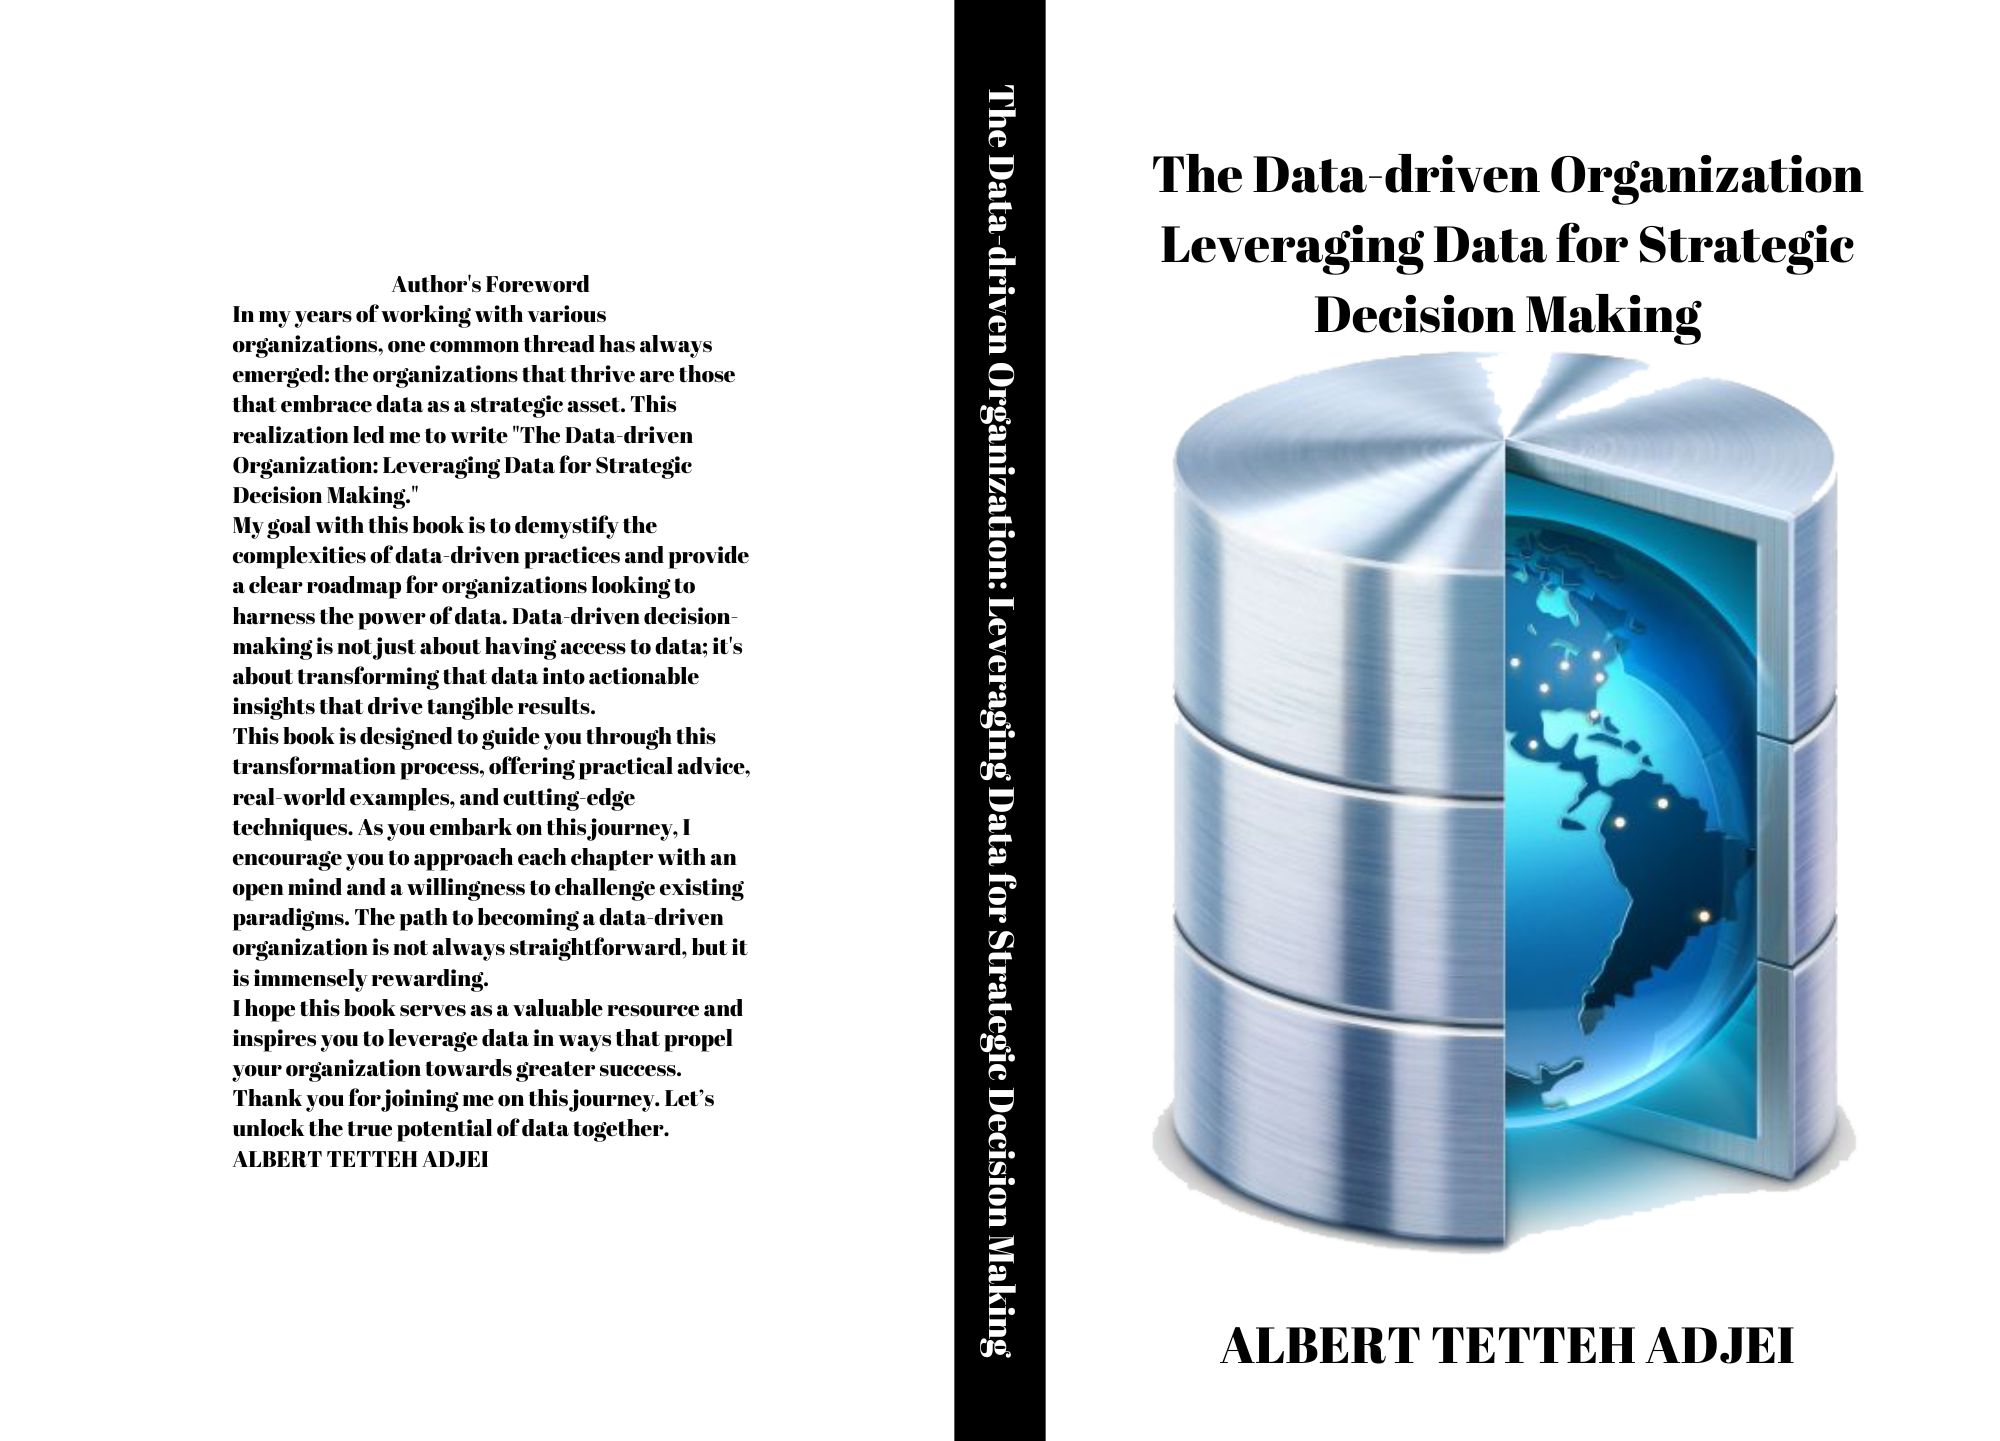 Author's Foreword
In my years of working with various
organizations, one common thread has always
emerged: the organizations that thrive are those
that embrace data as a strategic asset. This
realization led me to write "The Data-driven
Organization: Leveraging Data for Strategic
Decision Making."
My goal with this book is to demystify the
complexities of data-driven practices and provide
a clear roadmap for organizations looking to
harness the power of data. Data-driven decision-
making is not just about having access to data; it's
about transforming that data into actionable
insights that drive tangible results.
This book is designed to guide you through this
transformation process, offering practical advice,
real-world examples, and cutting-edge
techniques. As you embark on this journey, I
encourage you to approach each chapter with an
open mind and a willingness to challenge existing
paradigms. The path to becoming a data-driven
organization is not always straightforward, but it
is immensely rewarding.
I hope this book serves as a valuable resource and
inspires you to leverage data in ways that propel
your organization towards greater success.
Thank you for joining me on this journey. Let’s
unlock the true potential of data together.
ALBERT TETTEH ADJEI
The Data-driven Organization: Leveraging Data for Strategic Decision Making
The Data-driven Organization
Leveraging Data for Strategic
Decision Making
ALBERT TETTEH ADJEI